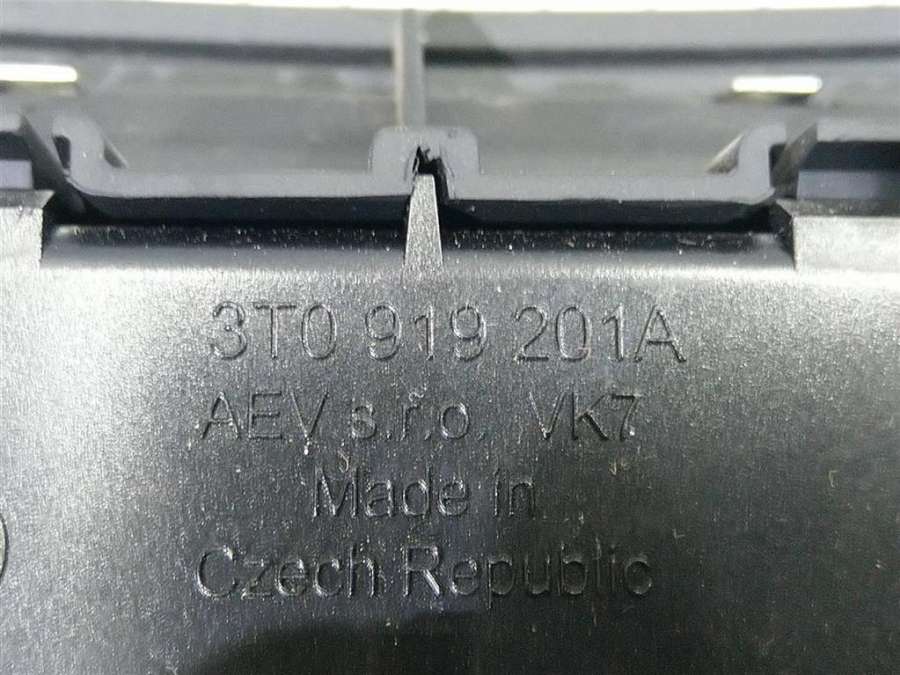 3T0 919 201A
AEV s.r.o. VK7
Made in
Czech Republic